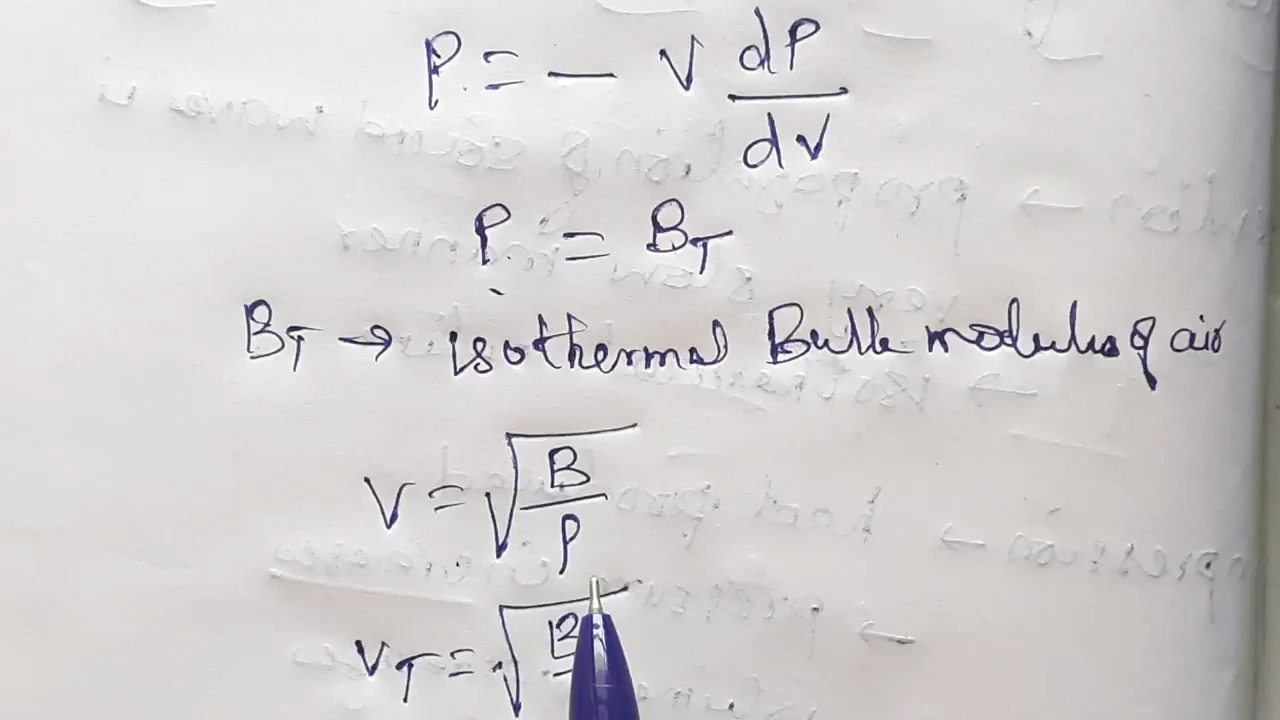 P = - V dP/dV
P = B_T
B_T → isothermal Bulk modulus of air
V = √(B/ρ)
V_T = √B